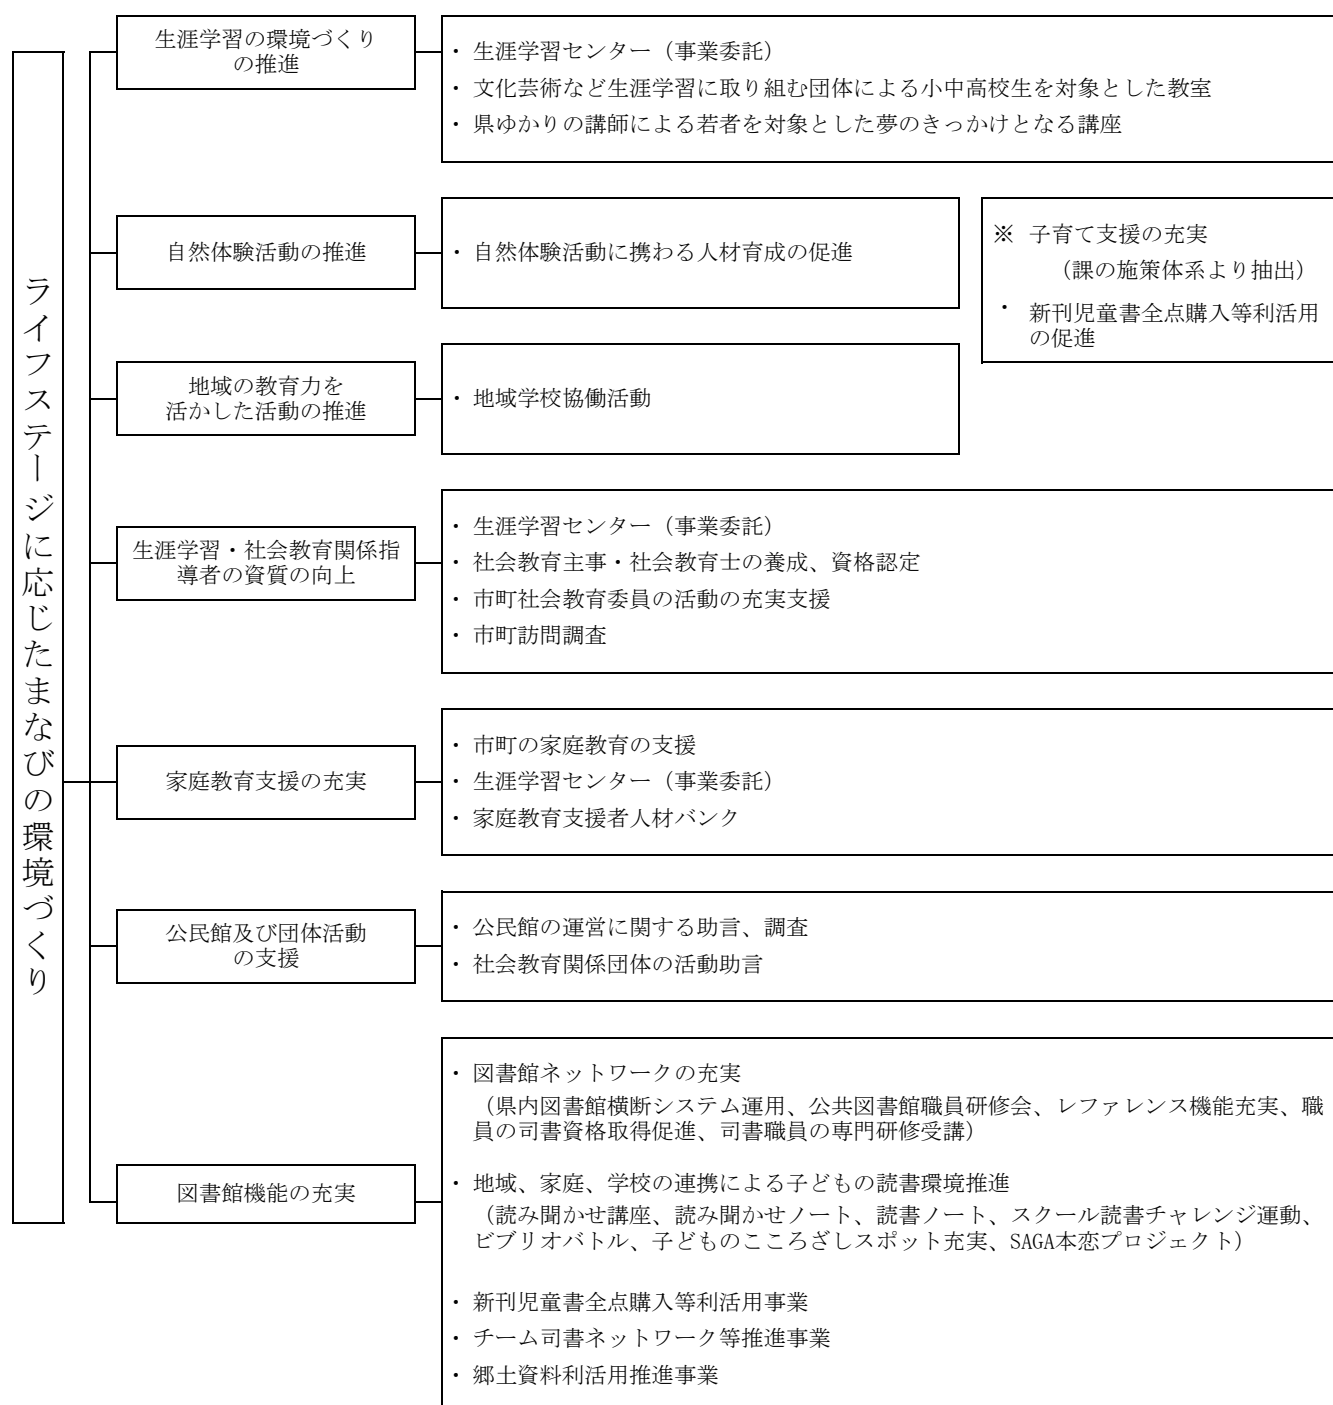 ライフステージに応じたまなびの環境づくり
生涯学習の環境づくり
の推進
・ 生涯学習センター（事業委託）
・ 文化芸術など生涯学習に取り組む団体による小中高校生を対象とした教室
・ 県ゆかりの講師による若者を対象とした夢のきっかけとなる講座
自然体験活動の推進
・ 自然体験活動に携わる人材育成の促進
※ 子育て支援の充実
（課の施策体系より抽出）
・ 新刊児童書全点購入等利活用
の促進
地域の教育力を
活かした活動の推進
・ 地域学校協働活動
生涯学習・社会教育関係指
導者の資質の向上
・ 生涯学習センター（事業委託）
・ 社会教育主事・社会教育士の養成、資格認定
・ 市町社会教育委員の活動の充実支援
・ 市町訪問調査
家庭教育支援の充実
・ 市町の家庭教育の支援
・ 生涯学習センター（事業委託）
・ 家庭教育支援者人材バンク
公民館及び団体活動
の支援
・ 公民館の運営に関する助言、調査
・ 社会教育関係団体の活動助言
図書館機能の充実
・ 図書館ネットワークの充実
（県内図書館横断システム運用、公共図書館職員研修会、レファレンス機能充実、職
員の司書資格取得促進、司書職員の専門研修受講）
・ 地域、家庭、学校の連携による子どもの読書環境推進
（読み聞かせ講座、読み聞かせノート、読書ノート、スクール読書チャレンジ運動、
ビブリオバトル、子どものこころざしスポット充実、SAGA本恋プロジェクト）
・ 新刊児童書全点購入等利活用事業
・ チーム司書ネットワーク等推進事業
・ 郷土資料利活用推進事業